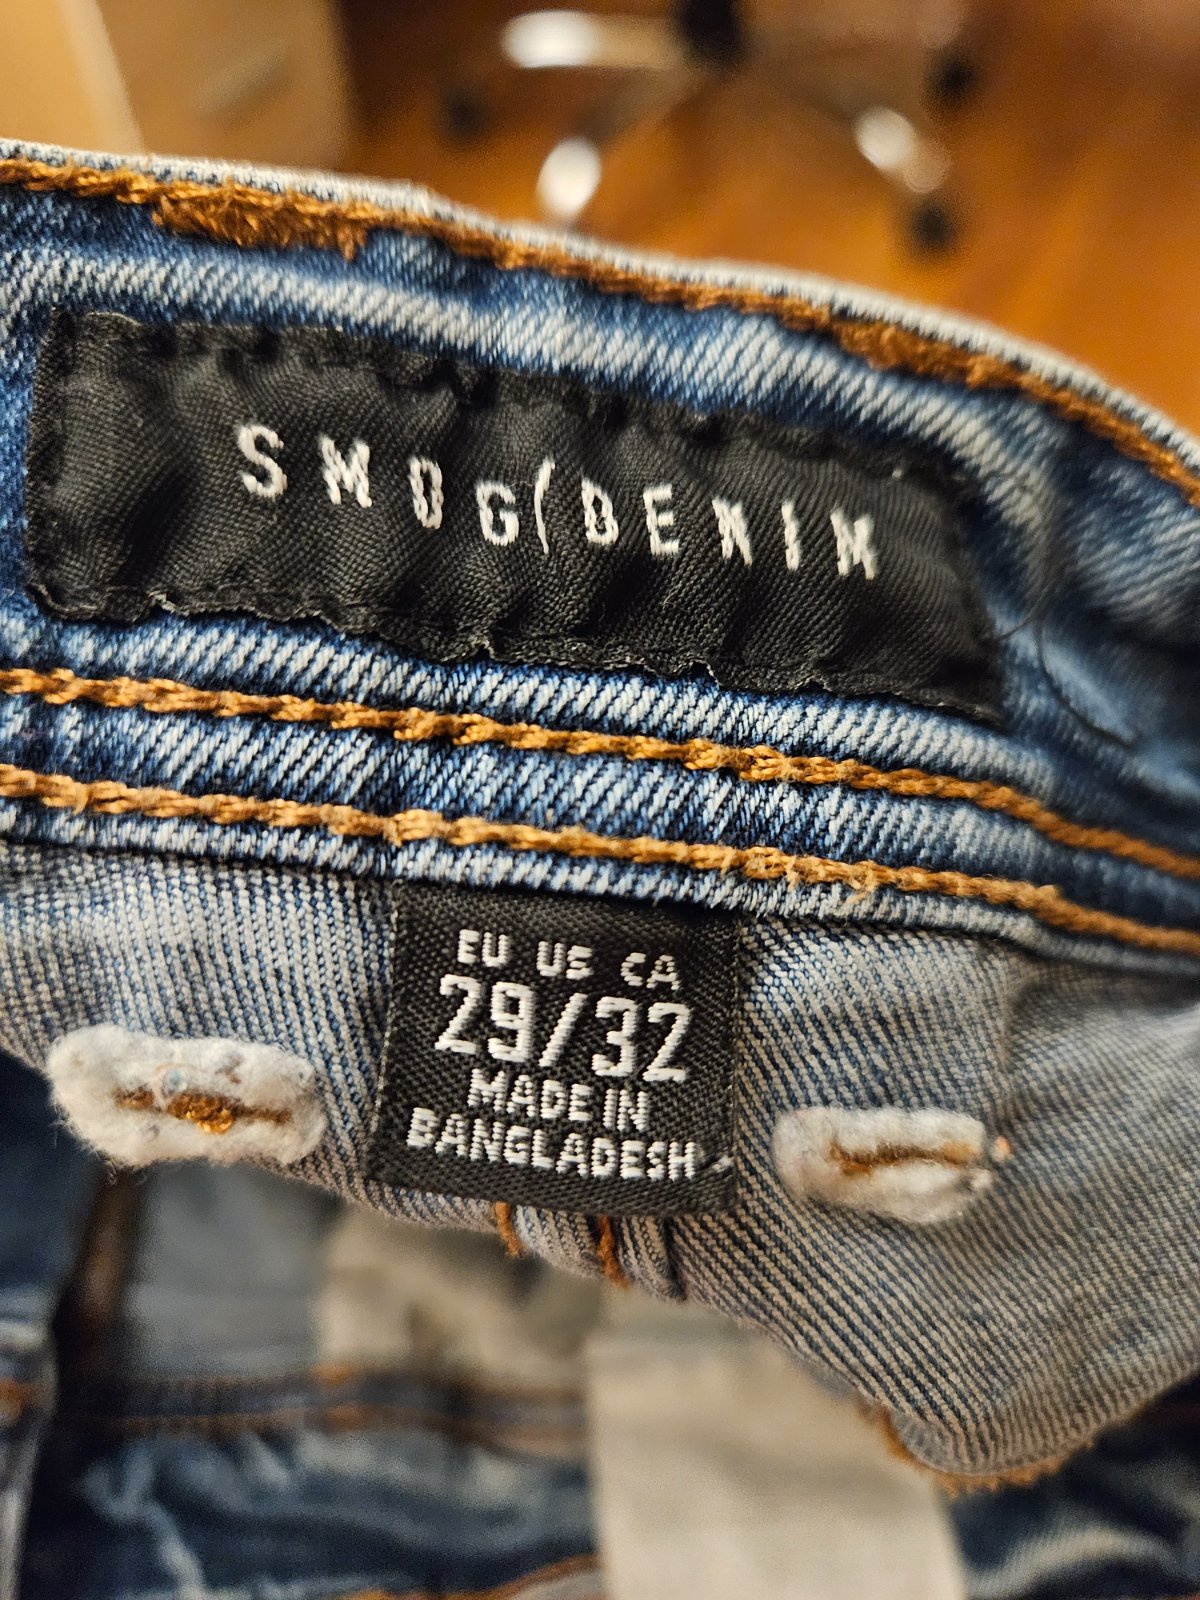 SMOG(DENIM
EU US CA
29/32
MADE IN
BANGLADESH